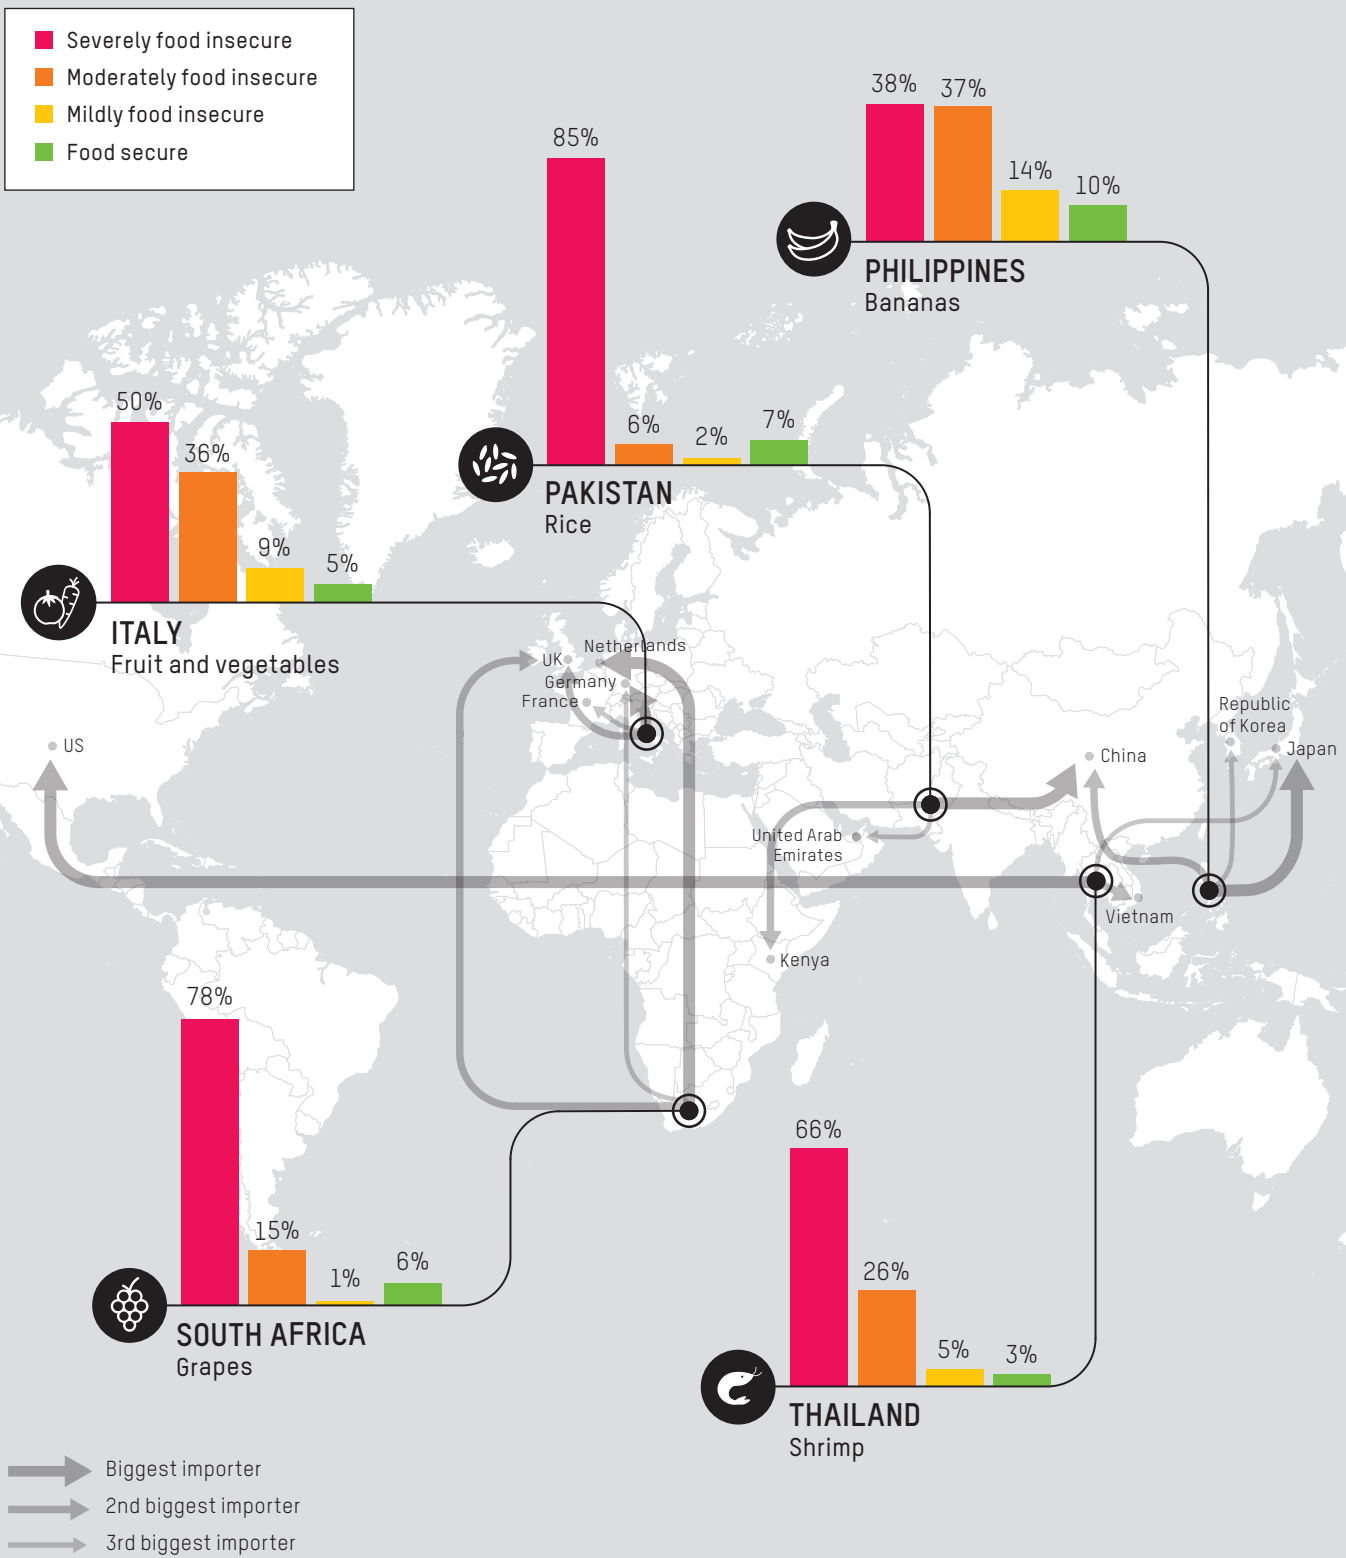 Severely food insecure
Moderately food insecure
Mildly food insecure
Food secure
38%
37%
14%
10%
PHILIPPINES
Bananas
85%
6%
2%
7%
PAKISTAN
Rice
50%
36%
9%
5%
ITALY
Fruit and vegetables
Netherlands
UK
Germany
France
US
Republic
of Korea
Japan
China
United Arab
Emirates
Vietnam
Kenya
78%
15%
1%
6%
SOUTH AFRICA
Grapes
66%
26%
5%
3%
THAILAND
Shrimp
Biggest importer
2nd biggest importer
3rd biggest importer